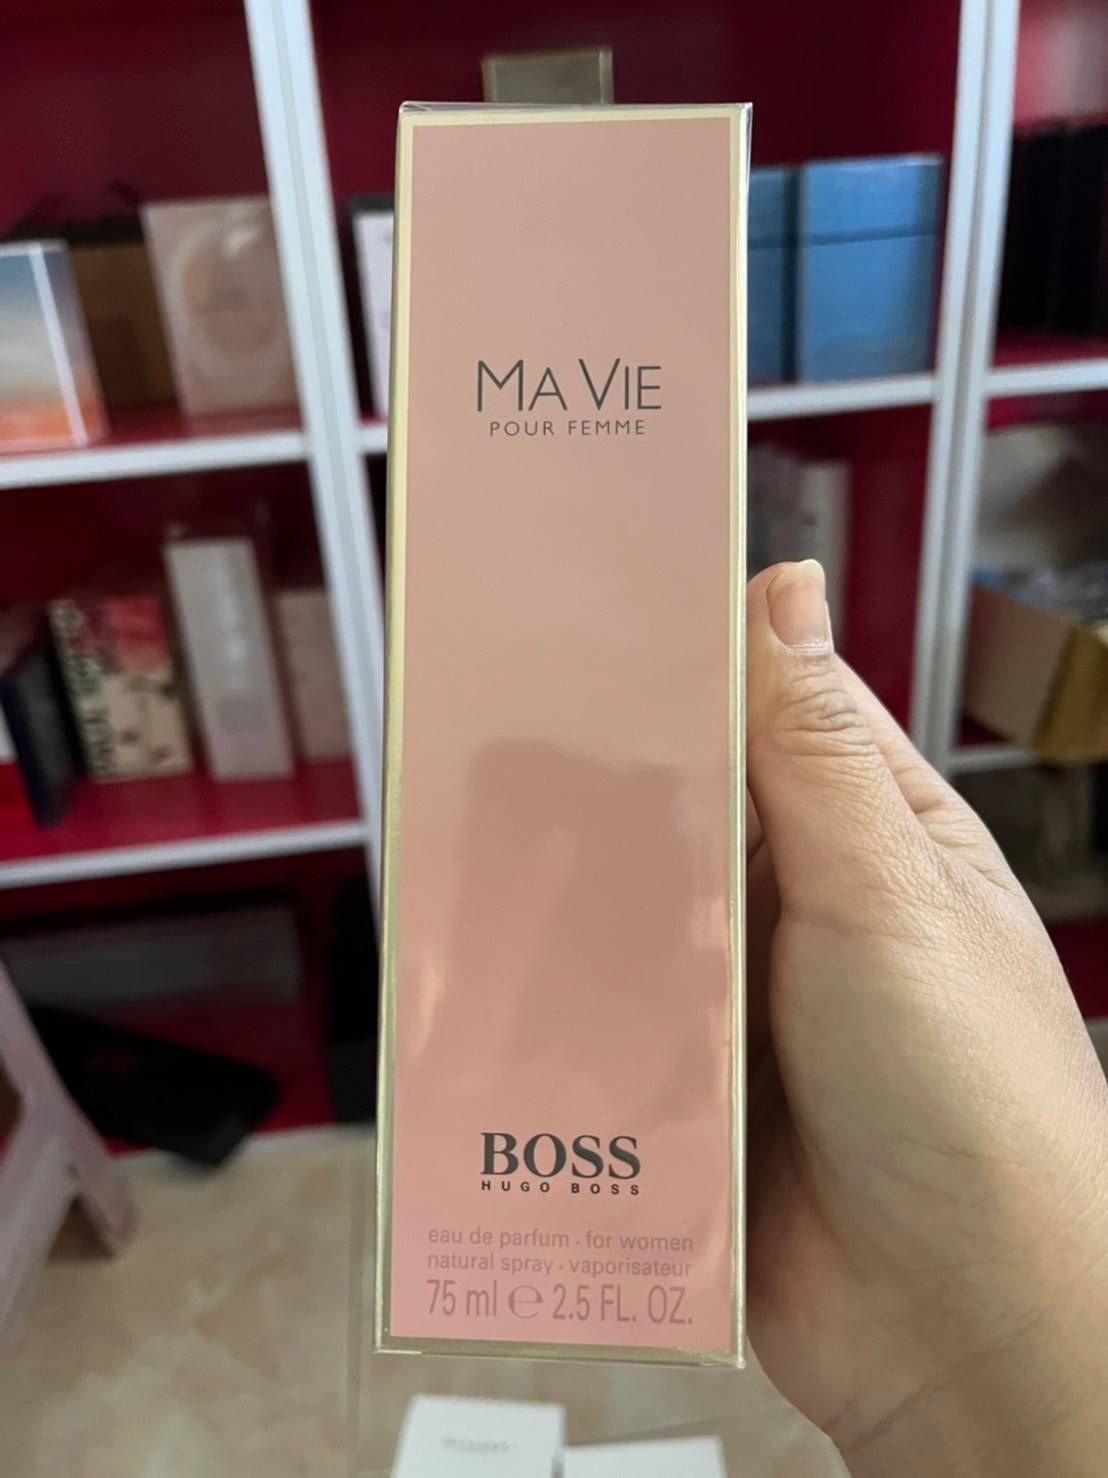 MA VIE
POUR FEMME
BOSS
HUGO BOSS
eau de parfum · for women
natural spray · vaporisateur
75 ml ℮ 2.5 FL. OZ.